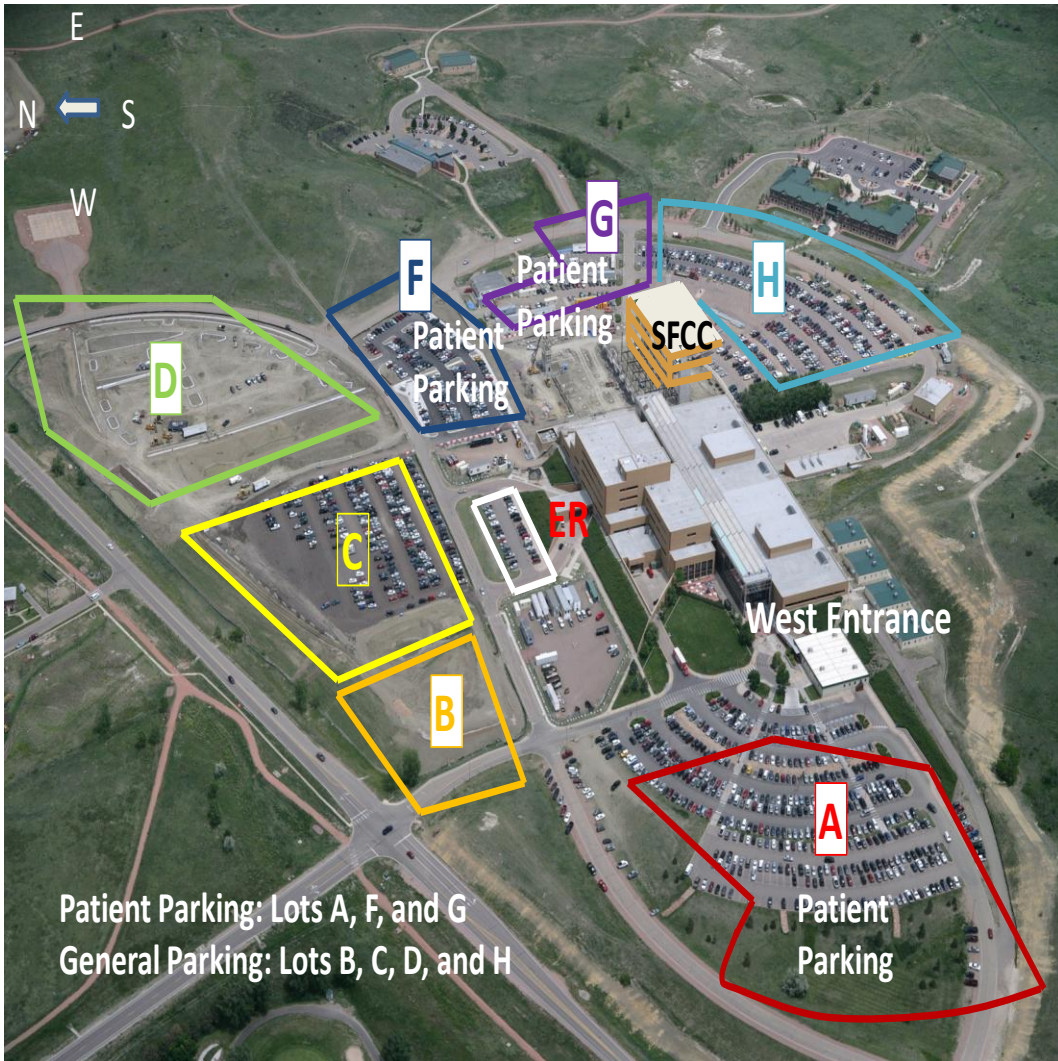 E
N S
W
G
F
H
Patient
Parking
Patient
Parking
SFCC
D
ER
C
West Entrance
B
A
Patient
Parking
Patient Parking: Lots A, F, and G
General Parking: Lots B, C, D, and H